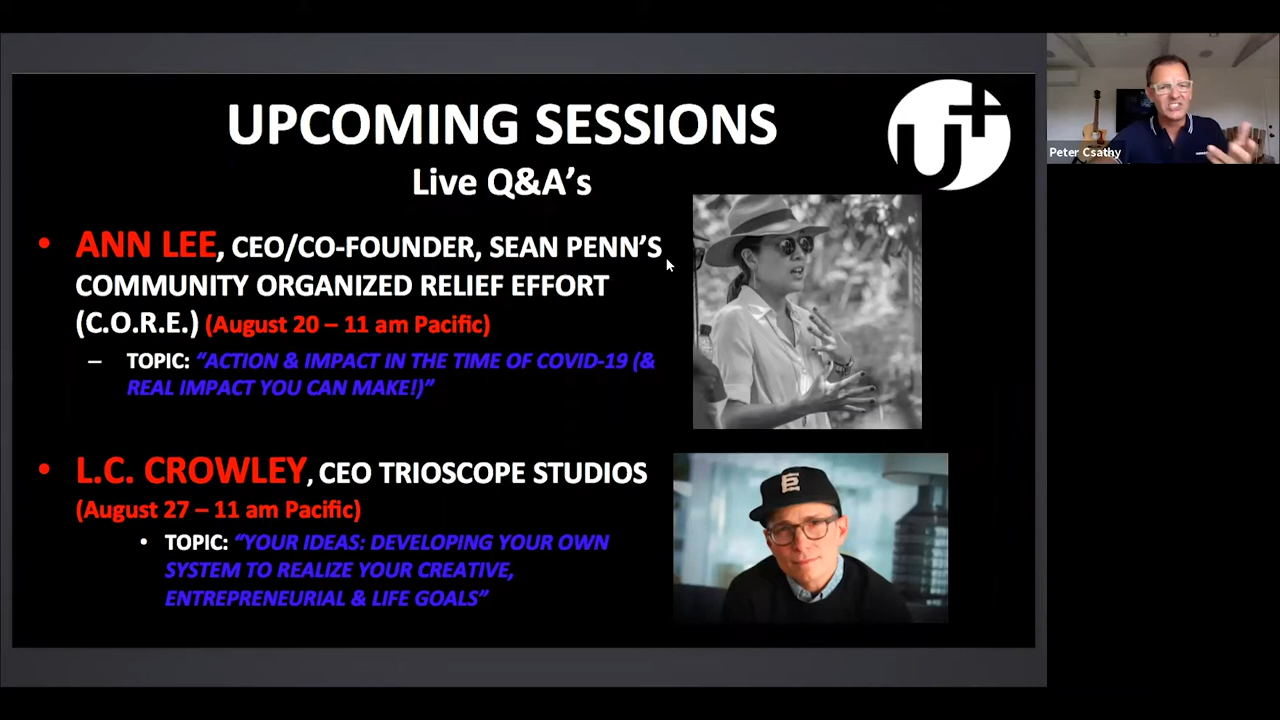 UPCOMING SESSIONS
Live Q&A's
• ANN LEE, CEO/CO-FOUNDER, SEAN PENN'S
COMMUNITY ORGANIZED RELIEF EFFORT
(C.O.R.E.) (August 20 – 11 am Pacific)
– TOPIC: "ACTION & IMPACT IN THE TIME OF COVID-19 (&
REAL IMPACT YOU CAN MAKE!)"
• L.C. CROWLEY, CEO TRIOSCOPE STUDIOS
(August 27 – 11 am Pacific)
• TOPIC: "YOUR IDEAS: DEVELOPING YOUR OWN
SYSTEM TO REALIZE YOUR CREATIVE,
ENTREPRENEURIAL & LIFE GOALS"
U+
Peter Csathy